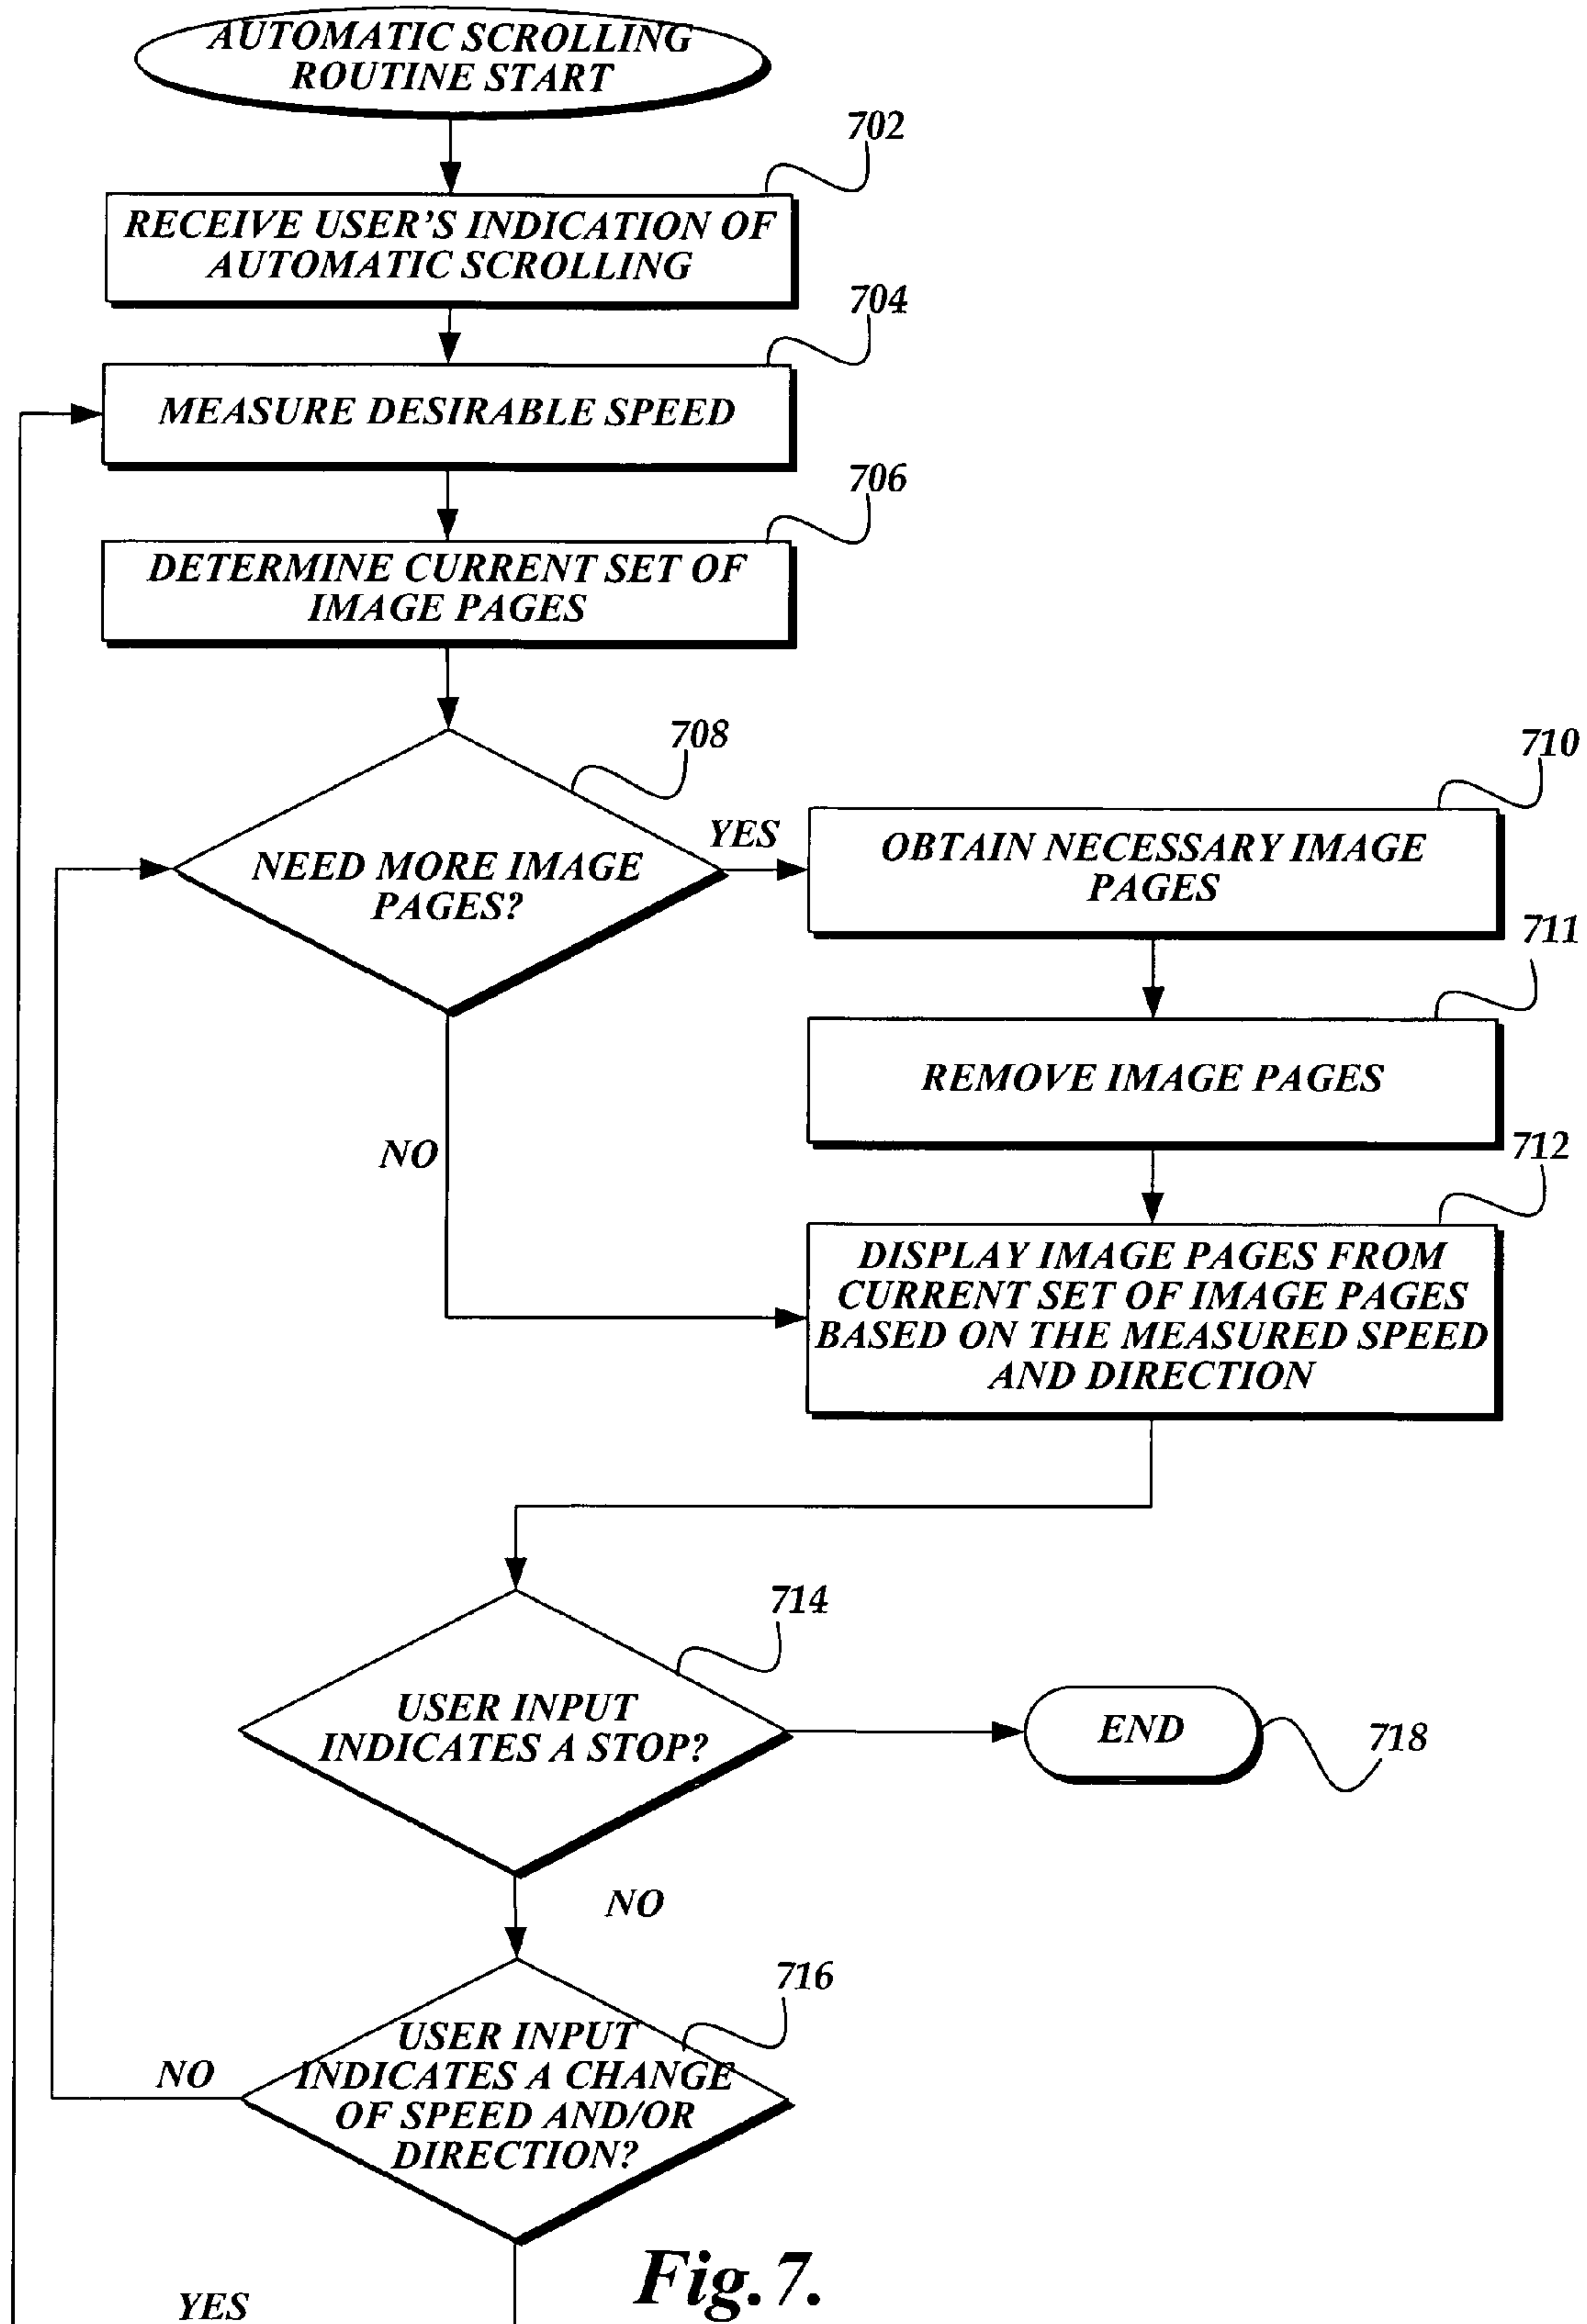 AUTOMATIC SCROLLING
ROUTINE START
702
RECEIVE USER'S INDICATION OF
AUTOMATIC SCROLLING
704
MEASURE DESIRABLE SPEED
706
DETERMINE CURRENT SET OF
IMAGE PAGES
708
NEED MORE IMAGE
PAGES?
YES
710
OBTAIN NECESSARY IMAGE
PAGES
711
REMOVE IMAGE PAGES
NO
712
DISPLAY IMAGE PAGES FROM
CURRENT SET OF IMAGE PAGES
BASED ON THE MEASURED SPEED
AND DIRECTION
714
USER INPUT
INDICATES A STOP?
END
718
NO
716
USER INPUT
INDICATES A CHANGE
OF SPEED AND/OR
DIRECTION?
NO
YES
Fig.7.